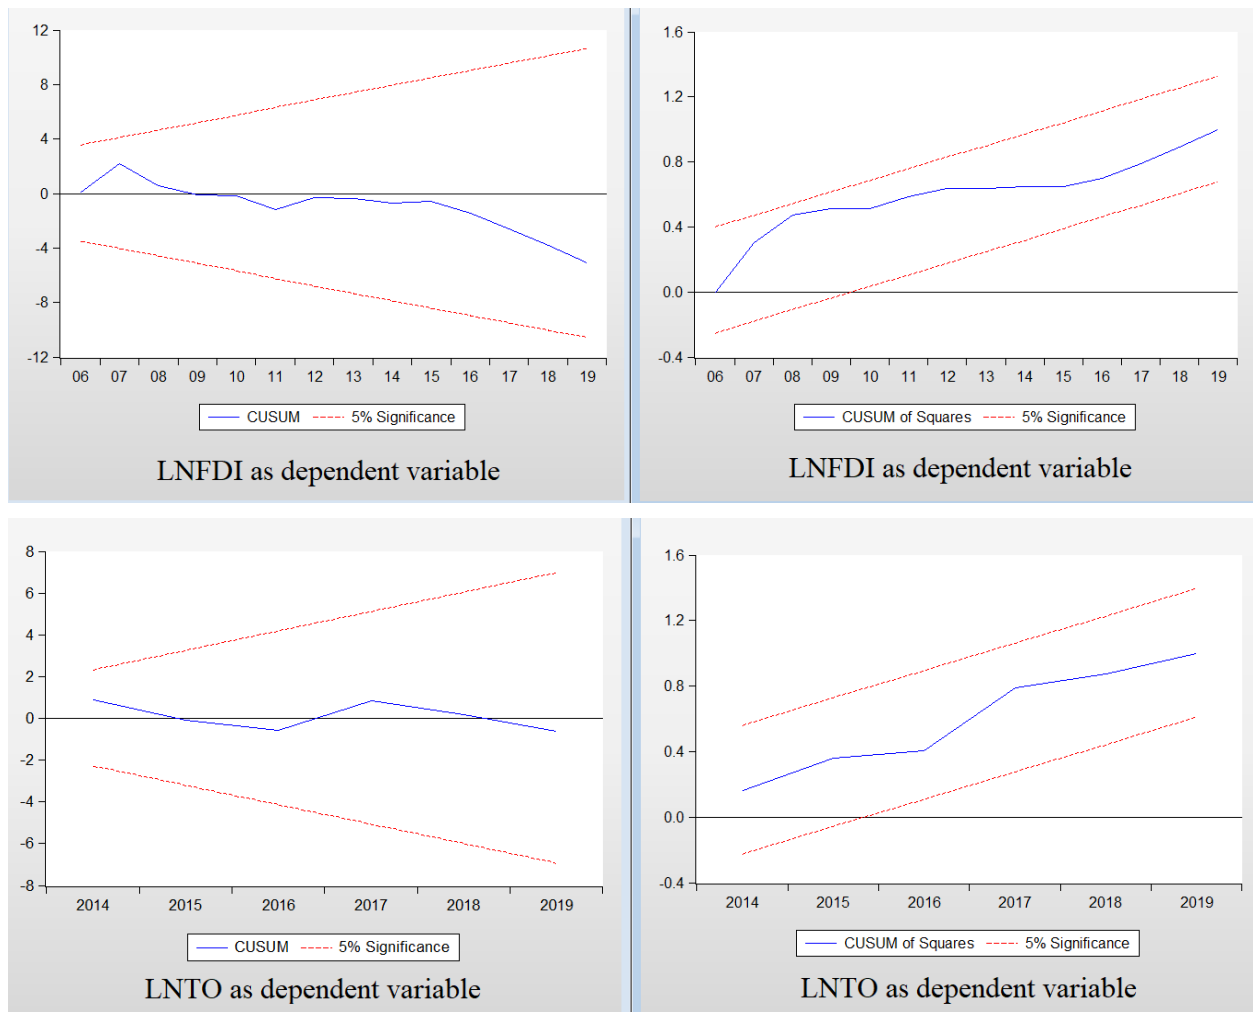 12
8
4
0
-4
-8
-12
06 07 08 09 10 11 12 13 14 15 16 17 18 19
CUSUM 5% Significance
LNFDI as dependent variable
1.6
1.2
0.8
0.4
0.0
-0.4
06 07 08 09 10 11 12 13 14 15 16 17 18 19
CUSUM of Squares 5% Significance
LNFDI as dependent variable
8
6
4
2
0
-2
-4
-6
-8
2014 2015 2016 2017 2018 2019
CUSUM 5% Significance
LNTO as dependent variable
1.6
1.2
0.8
0.4
0.0
-0.4
2014 2015 2016 2017 2018 2019
CUSUM of Squares 5% Significance
LNTO as dependent variable